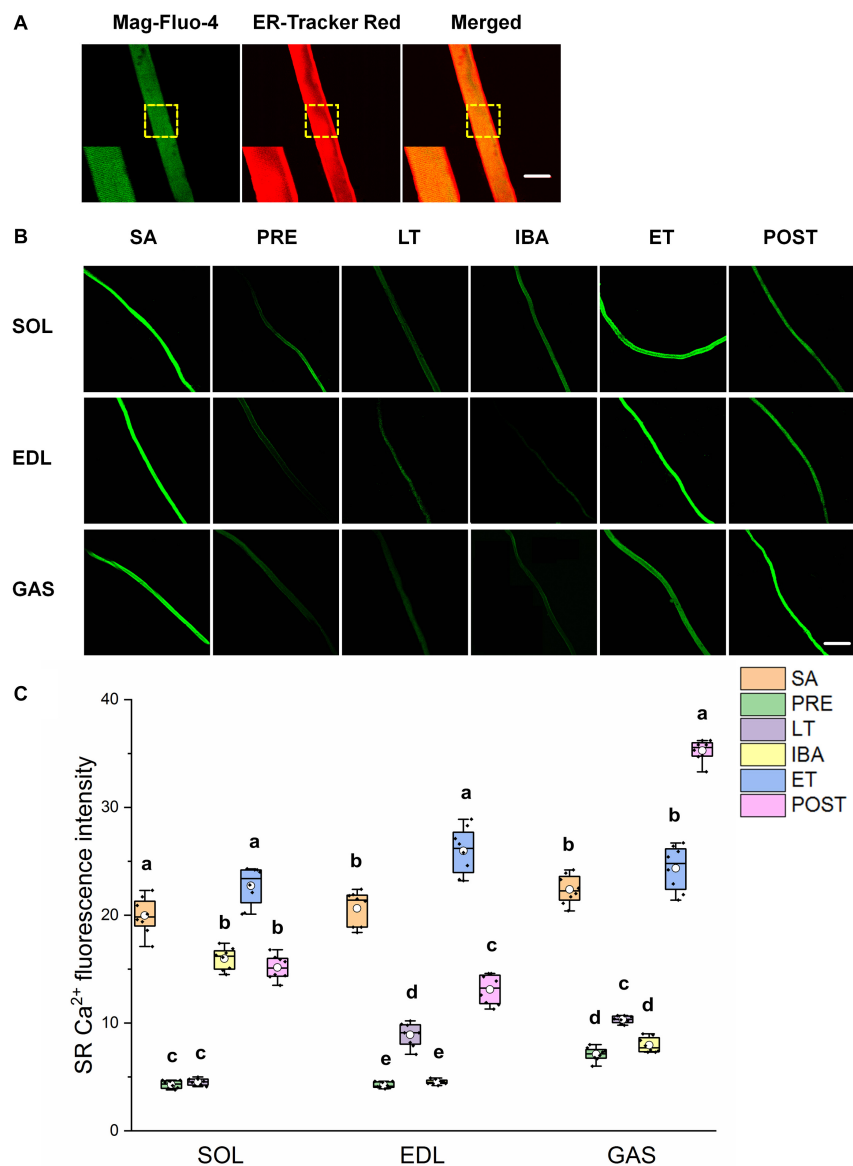 A
Mag-Fluo-4 ER-Tracker Red Merged
B
SA PRE LT IBA ET POST
SOL
EDL
GAS
C
SA
PRE
LT
IBA
ET
POST
SR Ca²⁺ fluorescence intensity
40
30
20
10
0
a c c b a b
b e d e a c
b d c d b a
SOL EDL GAS